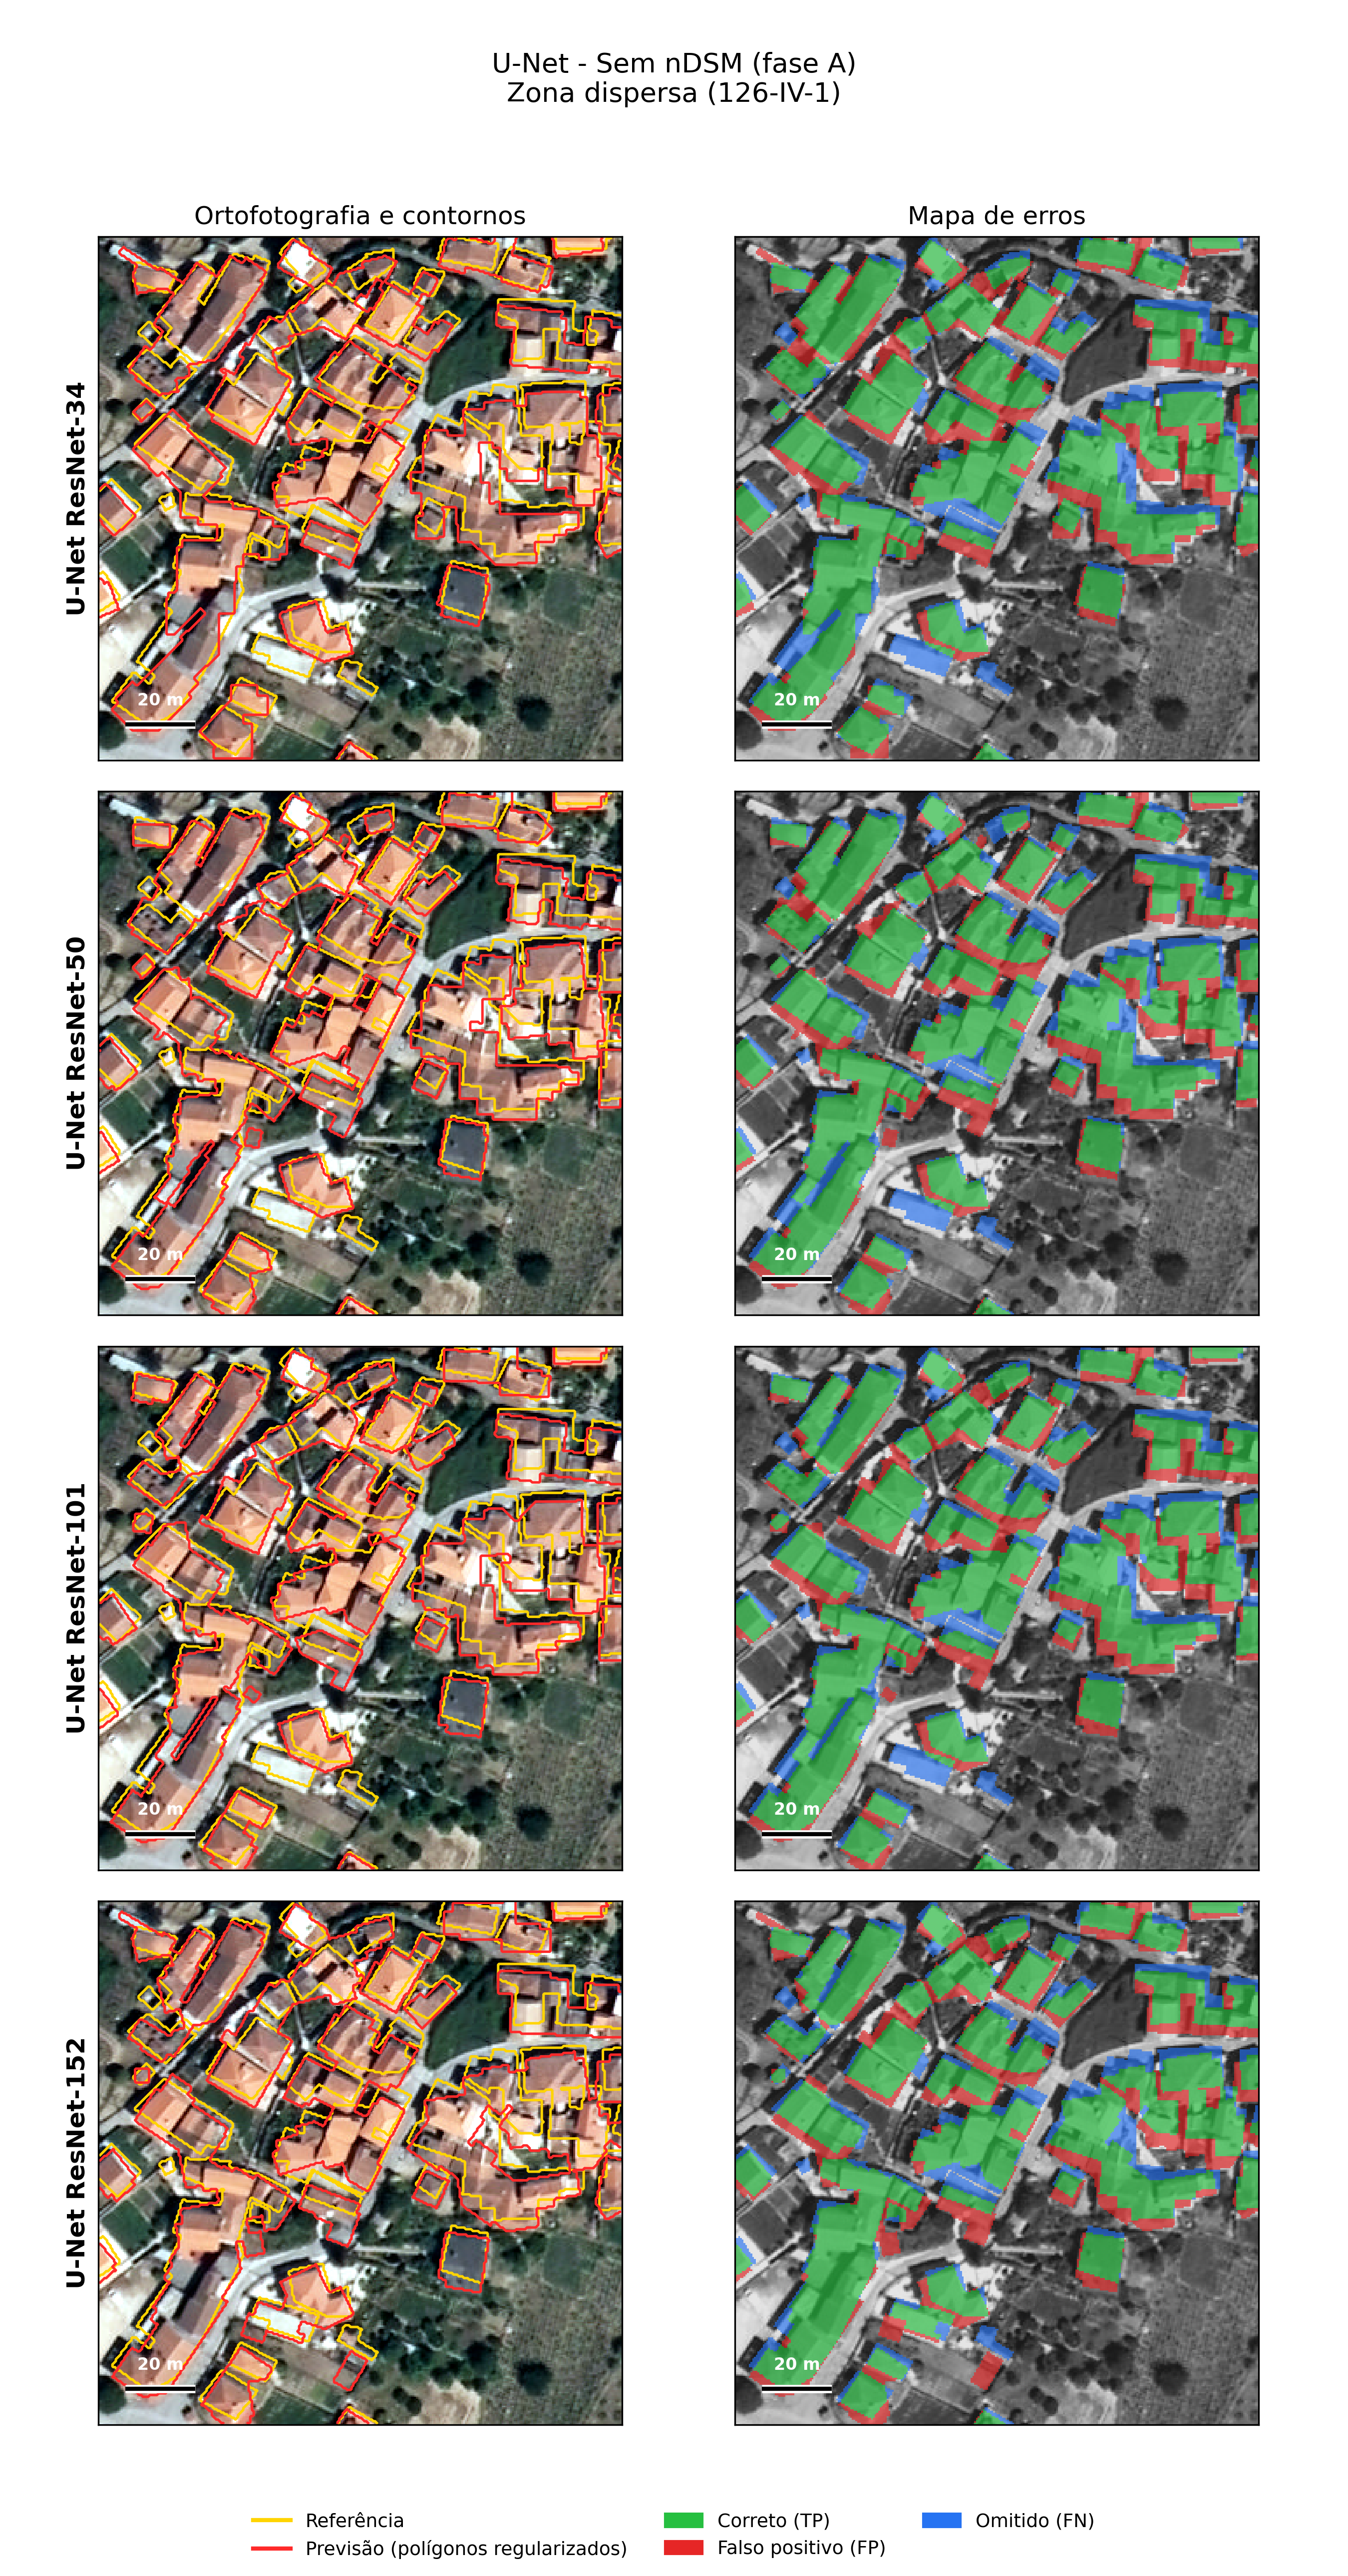 U-Net - Sem nDSM (fase A)
Zona dispersa (126-IV-1)
Ortofotografia e contornos
Mapa de erros
U-Net ResNet-34
20 m
20 m
U-Net ResNet-50
20 m
20 m
U-Net ResNet-101
20 m
20 m
U-Net ResNet-152
20 m
20 m
Referência
Previsão (polígonos regularizados)
Correto (TP)
Falso positivo (FP)
Omitido (FN)